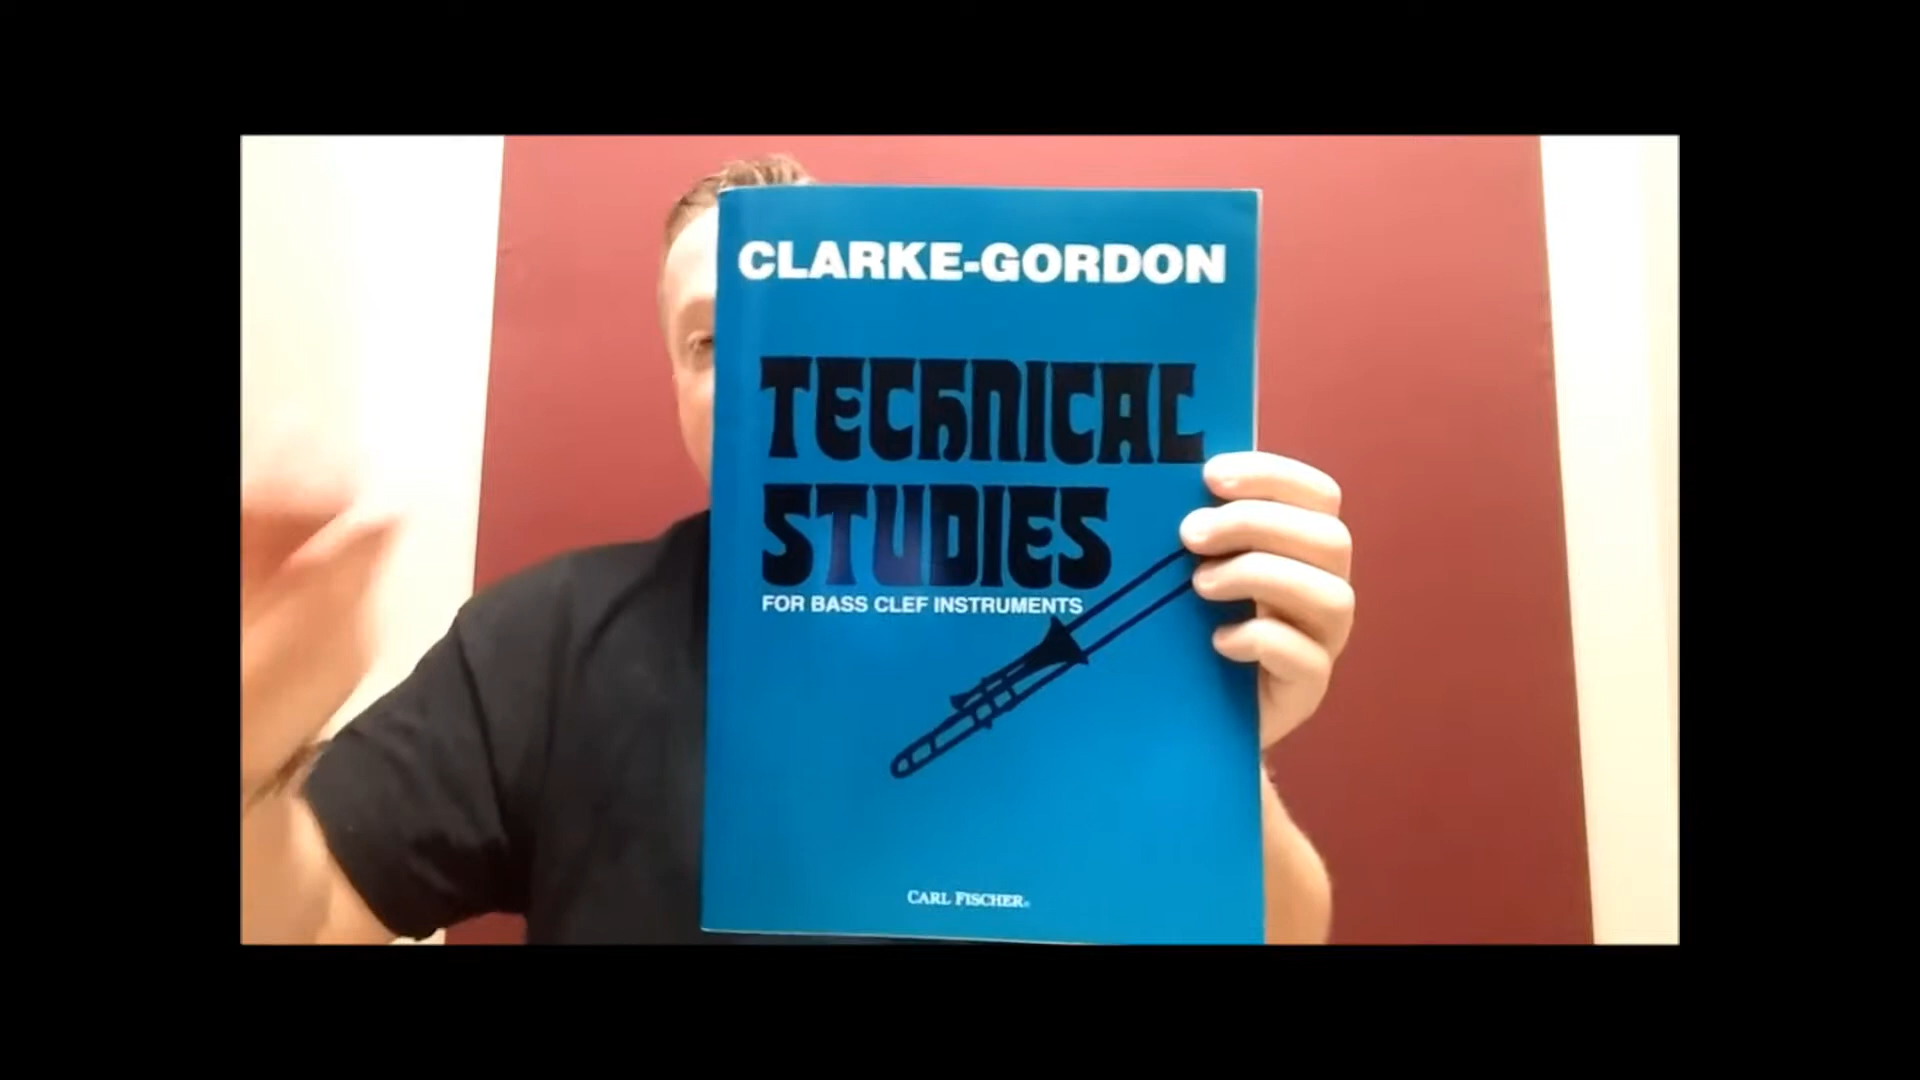 CLARKE-GORDON
TECHNICAL
STUDIES
FOR BASS CLEF INSTRUMENTS
CARL FISCHER®